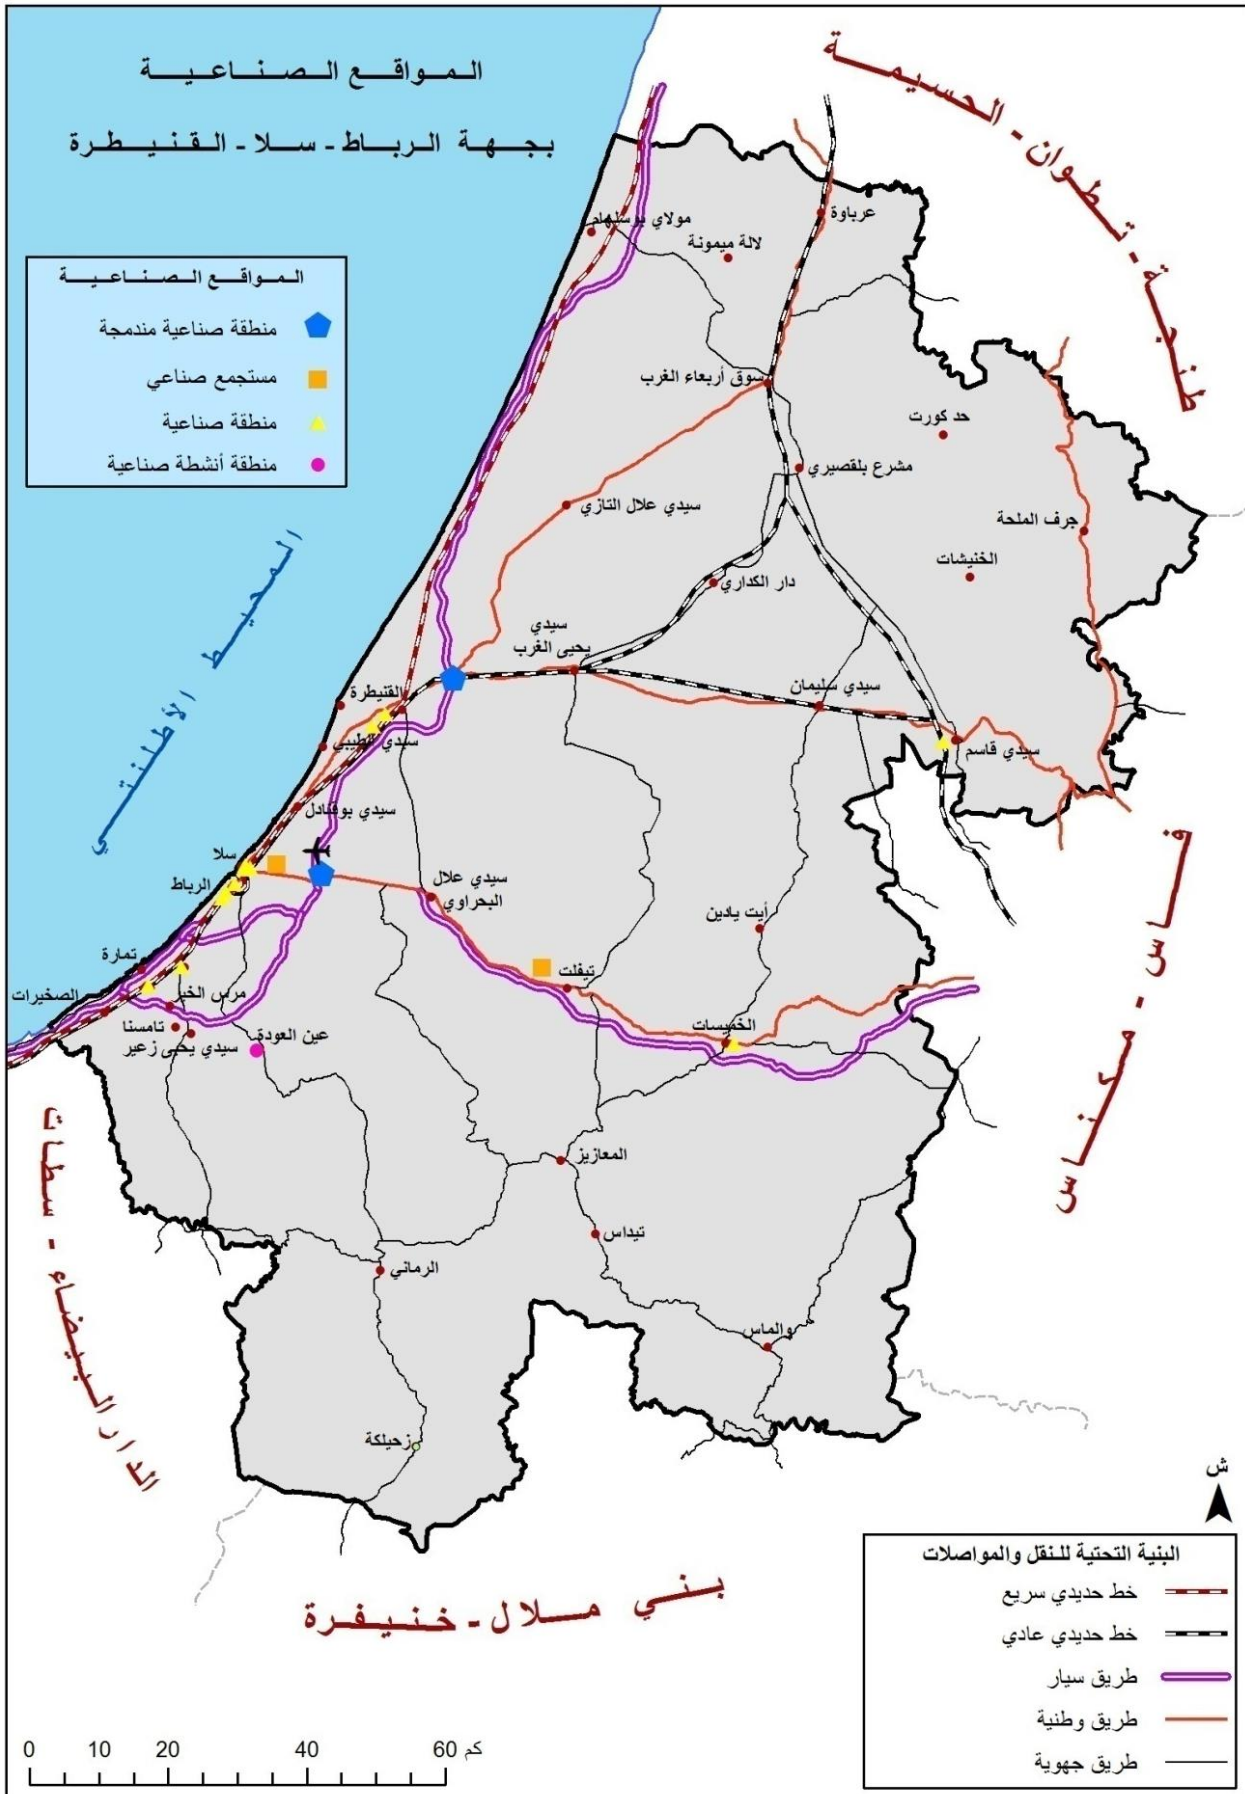 المواقع الصناعية
بجهة الرباط - سلا - القنيطرة
المواقع الصناعية
منطقة صناعية مندمجة
مستجمع صناعي
منطقة صناعية
منطقة أنشطة صناعية
طنجة - تطوان - الحسيمة
المحيط الأطلنتي
فاس - مكناس
الدار البيضاء - سطات
بني ملال - خنيفرة
مولاي بوسلهام
لالة ميمونة
عرباوة
سوق أربعاء الغرب
حد كورت
مشرع بلقصيري
سيدي علال التازي
جرف الملحة
الخنيشات
دار الكداري
سيدي
يحيى الغرب
القنيطرة
سيدي سليمان
سيدي الطيبي
سيدي قاسم
سيدي بوقنادل
سلا
الرباط
سيدي علال
البحراوي
أيت يادين
تمارة
تيفلت
الصخيرات
مرس الخير
تامسنا
سيدي يحيى زعير
عين العودة
الخميسات
المعازيز
تيداس
الرماني
والماس
زحيلكة
ش
البنية التحتية للنقل والمواصلات
خط حديدي سريع
خط حديدي عادي
طريق سيار
طريق وطنية
طريق جهوية
0 10 20 40 60 كم